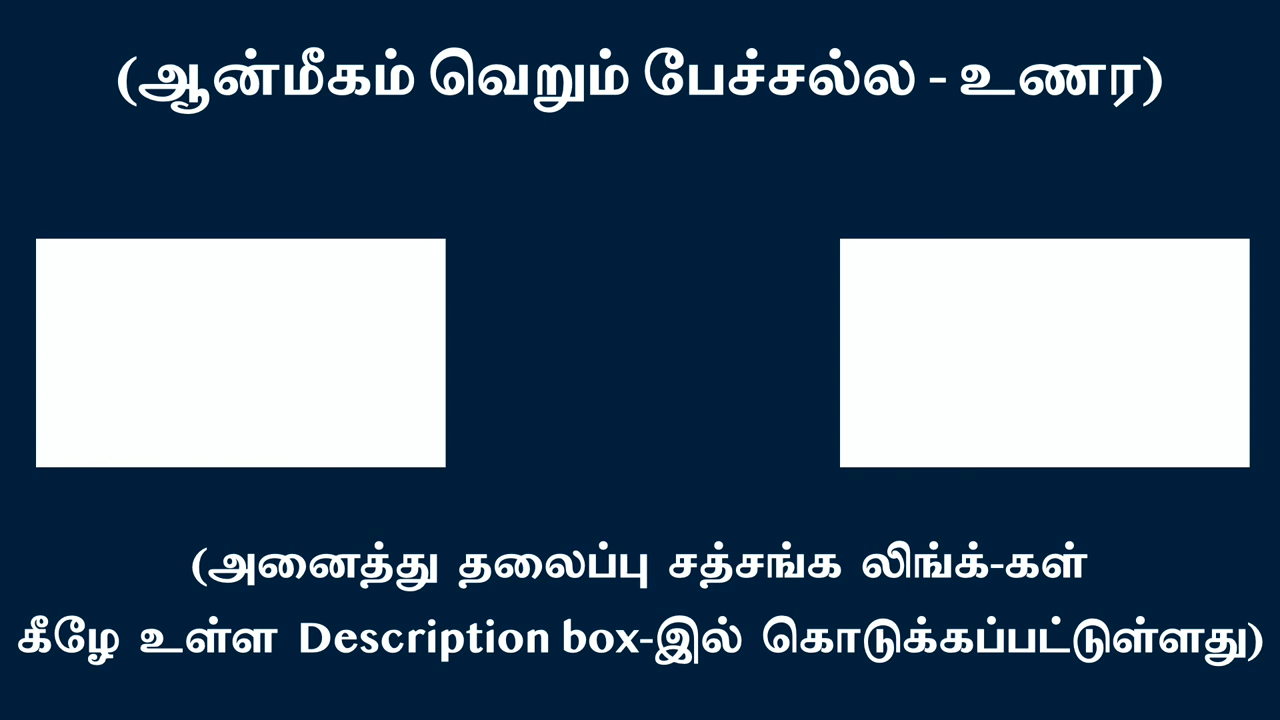 (ஆன்மீகம் வெறும் பேச்சல்ல - உணர)
(அனைத்து தலைப்பு சத்சங்க லிங்க்-கள்
கீழே உள்ள Description box-இல் கொடுக்கப்பட்டுள்ளது)